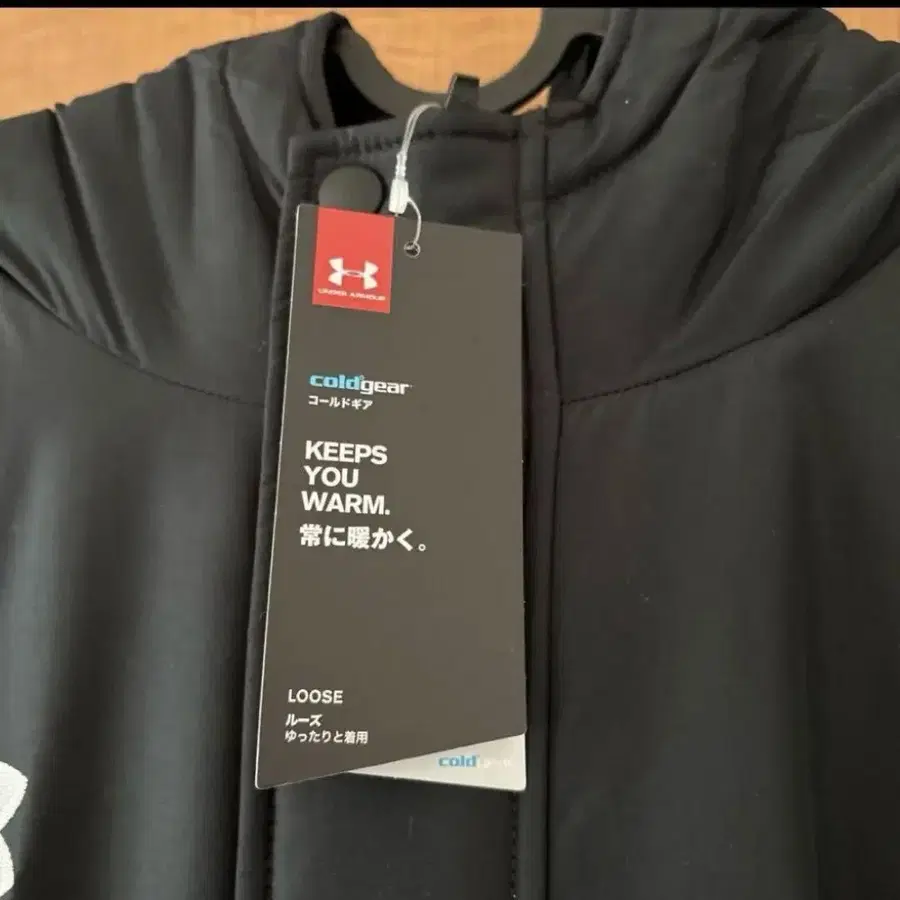 UNDER ARMOUR
coldgear
コールドギア
KEEPS
YOU
WARM.
常に暖かく。
LOOSE
ルーズ
ゆったりと着用
cold